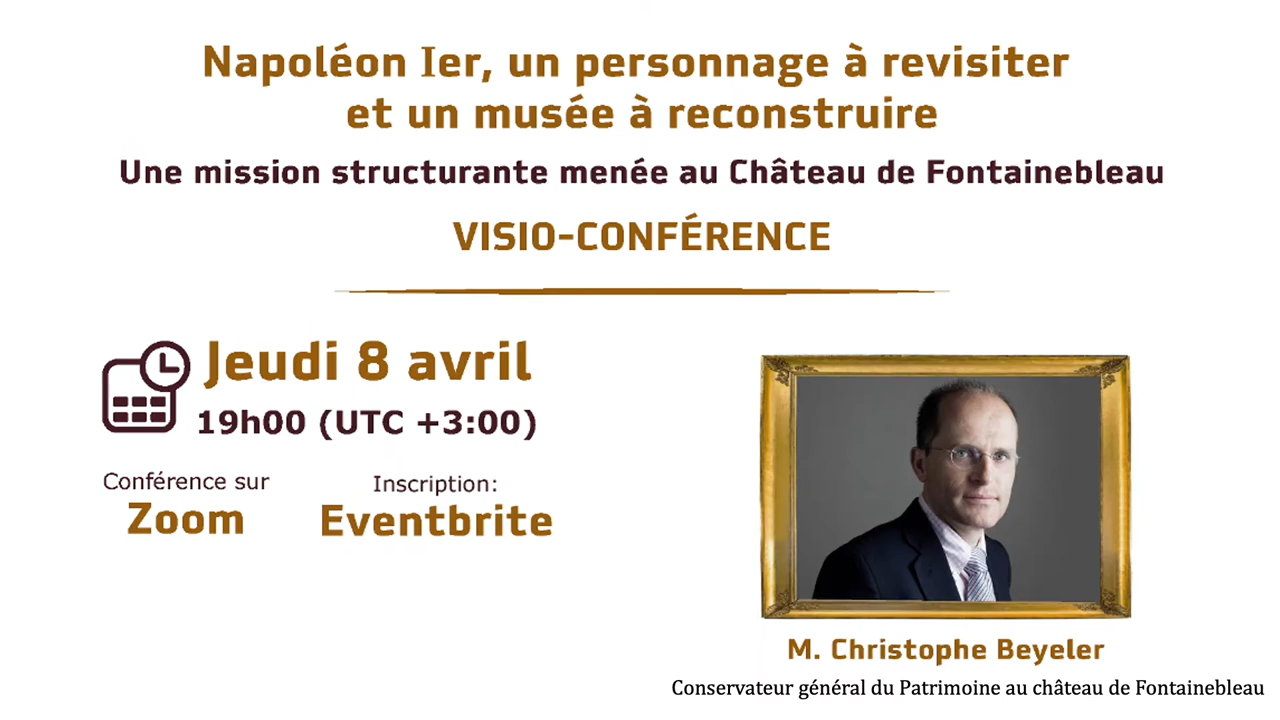 Napoléon Ier, un personnage à revisiter
et un musée à reconstruire
Une mission structurante menée au Château de Fontainebleau
VISIO-CONFÉRENCE
Jeudi 8 avril
19h00 (UTC +3:00)
Conférence sur
Zoom
Inscription:
Eventbrite
M. Christophe Beyeler
Conservateur général du Patrimoine au château de Fontainebleau